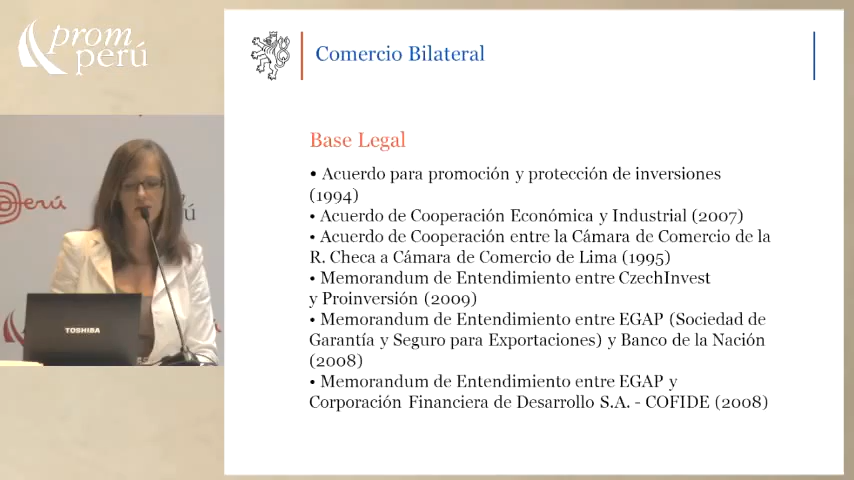 prom
perú
Comercio Bilateral
Base Legal
• Acuerdo para promoción y protección de inversiones
(1994)
• Acuerdo de Cooperación Económica y Industrial (2007)
• Acuerdo de Cooperación entre la Cámara de Comercio de la
R. Checa a Cámara de Comercio de Lima (1995)
• Memorandum de Entendimiento entre CzechInvest
y Proinversión (2009)
• Memorandum de Entendimiento entre EGAP (Sociedad de
Garantía y Seguro para Exportaciones) y Banco de la Nación
(2008)
• Memorandum de Entendimiento entre EGAP y
Corporación Financiera de Desarrollo S.A. - COFIDE (2008)
Perú
TOSHIBA